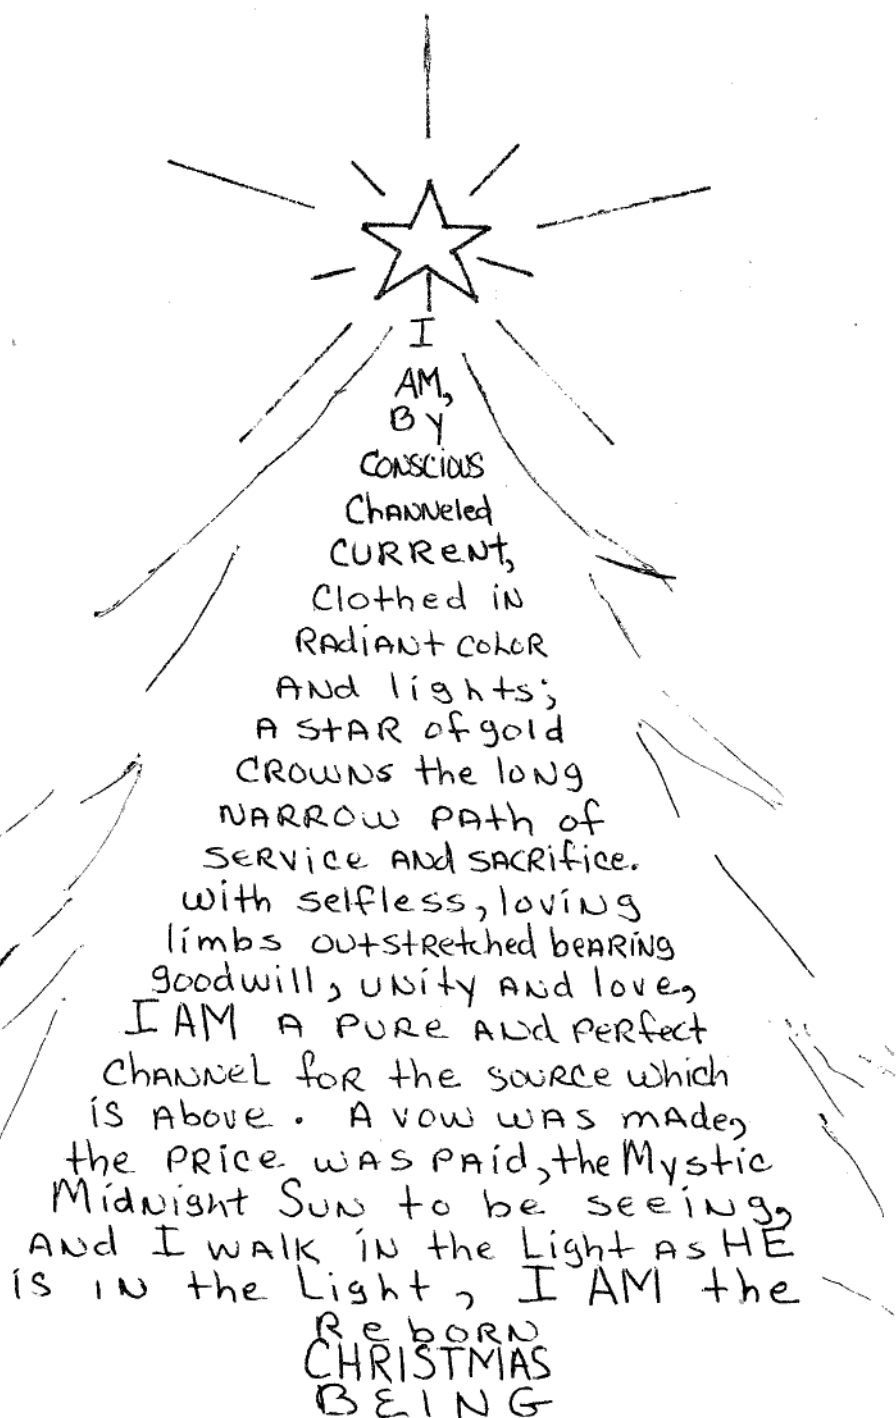 I
AM,
By
CONSCIOUS
ChANNeled
CURReNt,
Clothed iN
RAdiANt coLoR
ANd lights;
A StAR of gold
CROWNS the loNg
NARROW PAth of
SeRvice ANd SACRifice.
with selfless, loviNg
limbs outstRetched beARiNg
goodwill, uNity ANd love,
I AM A PURe ANd PeRfect
ChANNeL foR the souRce which
is Above. A vow wAS mAde,
the PRice wAS PAid, the Mystic
MidNight SuN to be seeiNg,
ANd I WAlk iN the Light As HE
is iN the Light, I AM the
ReboRN
CHRISTMAS
BEING